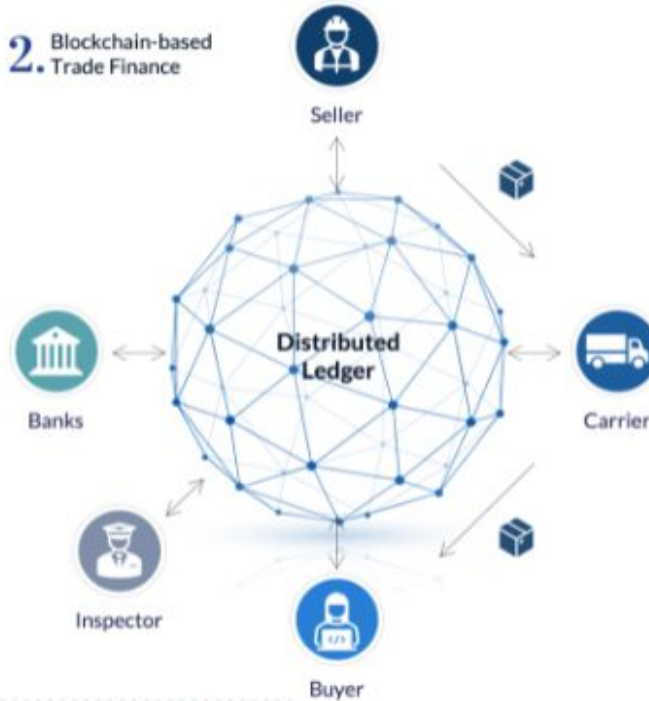 2. Blockchain-based
Trade Finance
Seller
Distributed
Ledger
Banks
Carrier
Inspector
</>
Buyer